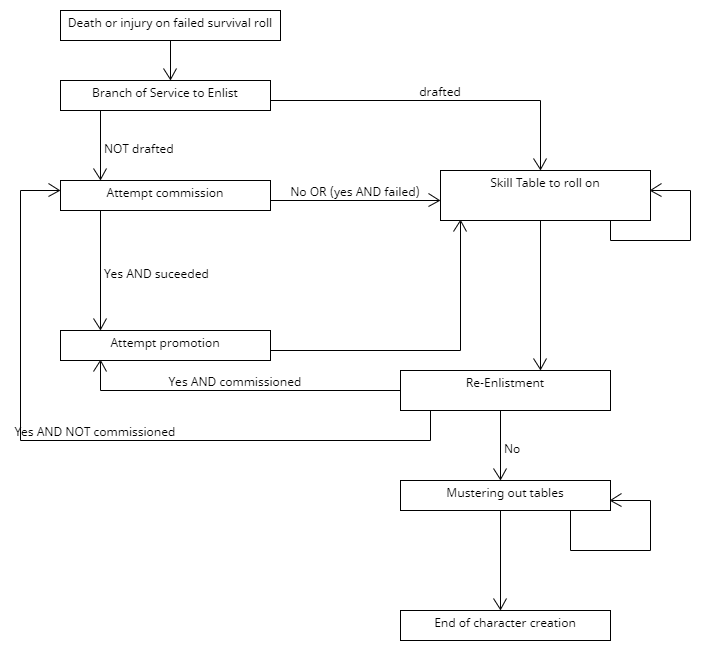 Death or injury on failed survival roll
Branch of Service to Enlist
drafted
NOT drafted
Skill Table to roll on
Attempt commission
No OR (yes AND failed)
Yes AND suceeded
Attempt promotion
Yes AND commissioned
Re-Enlistment
Yes AND NOT commissioned
No
Mustering out tables
End of character creation